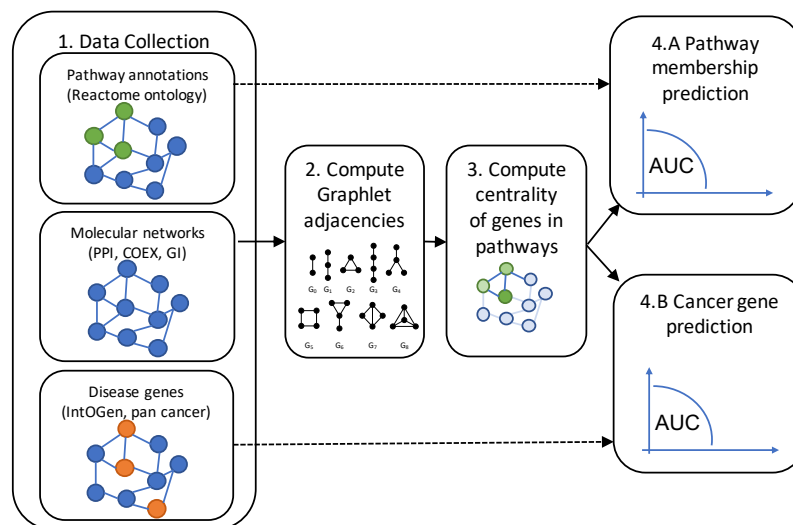 1. Data Collection
Pathway annotations
(Reactome ontology)
Molecular networks
(PPI, COEX, GI)
Disease genes
(IntOGen, pan cancer)
2. Compute
Graphlet
adjacencies
G₀ G₁ G₂ G₃ G₄
G₅ G₆ G₇ G₈
3. Compute
centrality
of genes in
pathways
4.A Pathway
membership
prediction
AUC
4.B Cancer gene
prediction
AUC